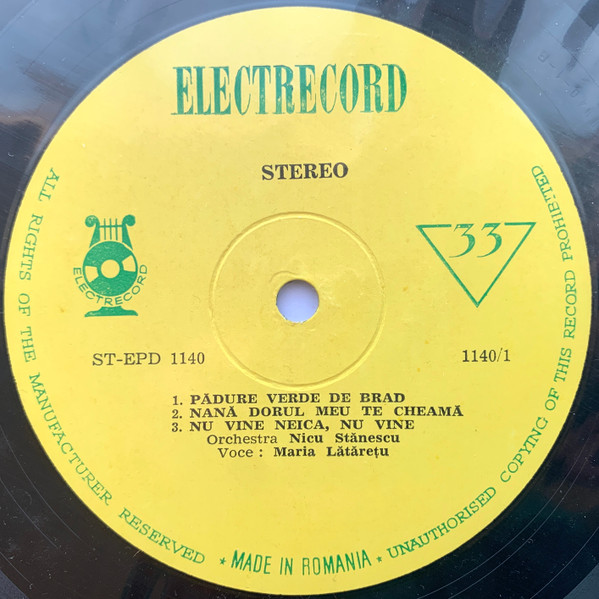 ELECTRECORD
STEREO
ELECTRECORD
33
ST-EPD 1140
1140/1
1. PĂDURE VERDE DE BRAD
2. NANĂ DORUL MEU TE CHEAMĂ
3. NU VINE NEICA, NU VINE
Orchestra Nicu Stănescu
Voce : Maria Lătărețu
ALL RIGHTS OF THE MANUFACTURER RESERVED * MADE IN ROMANIA * UNAUTHORISED COPYING OF THIS RECORD PROHIBITED